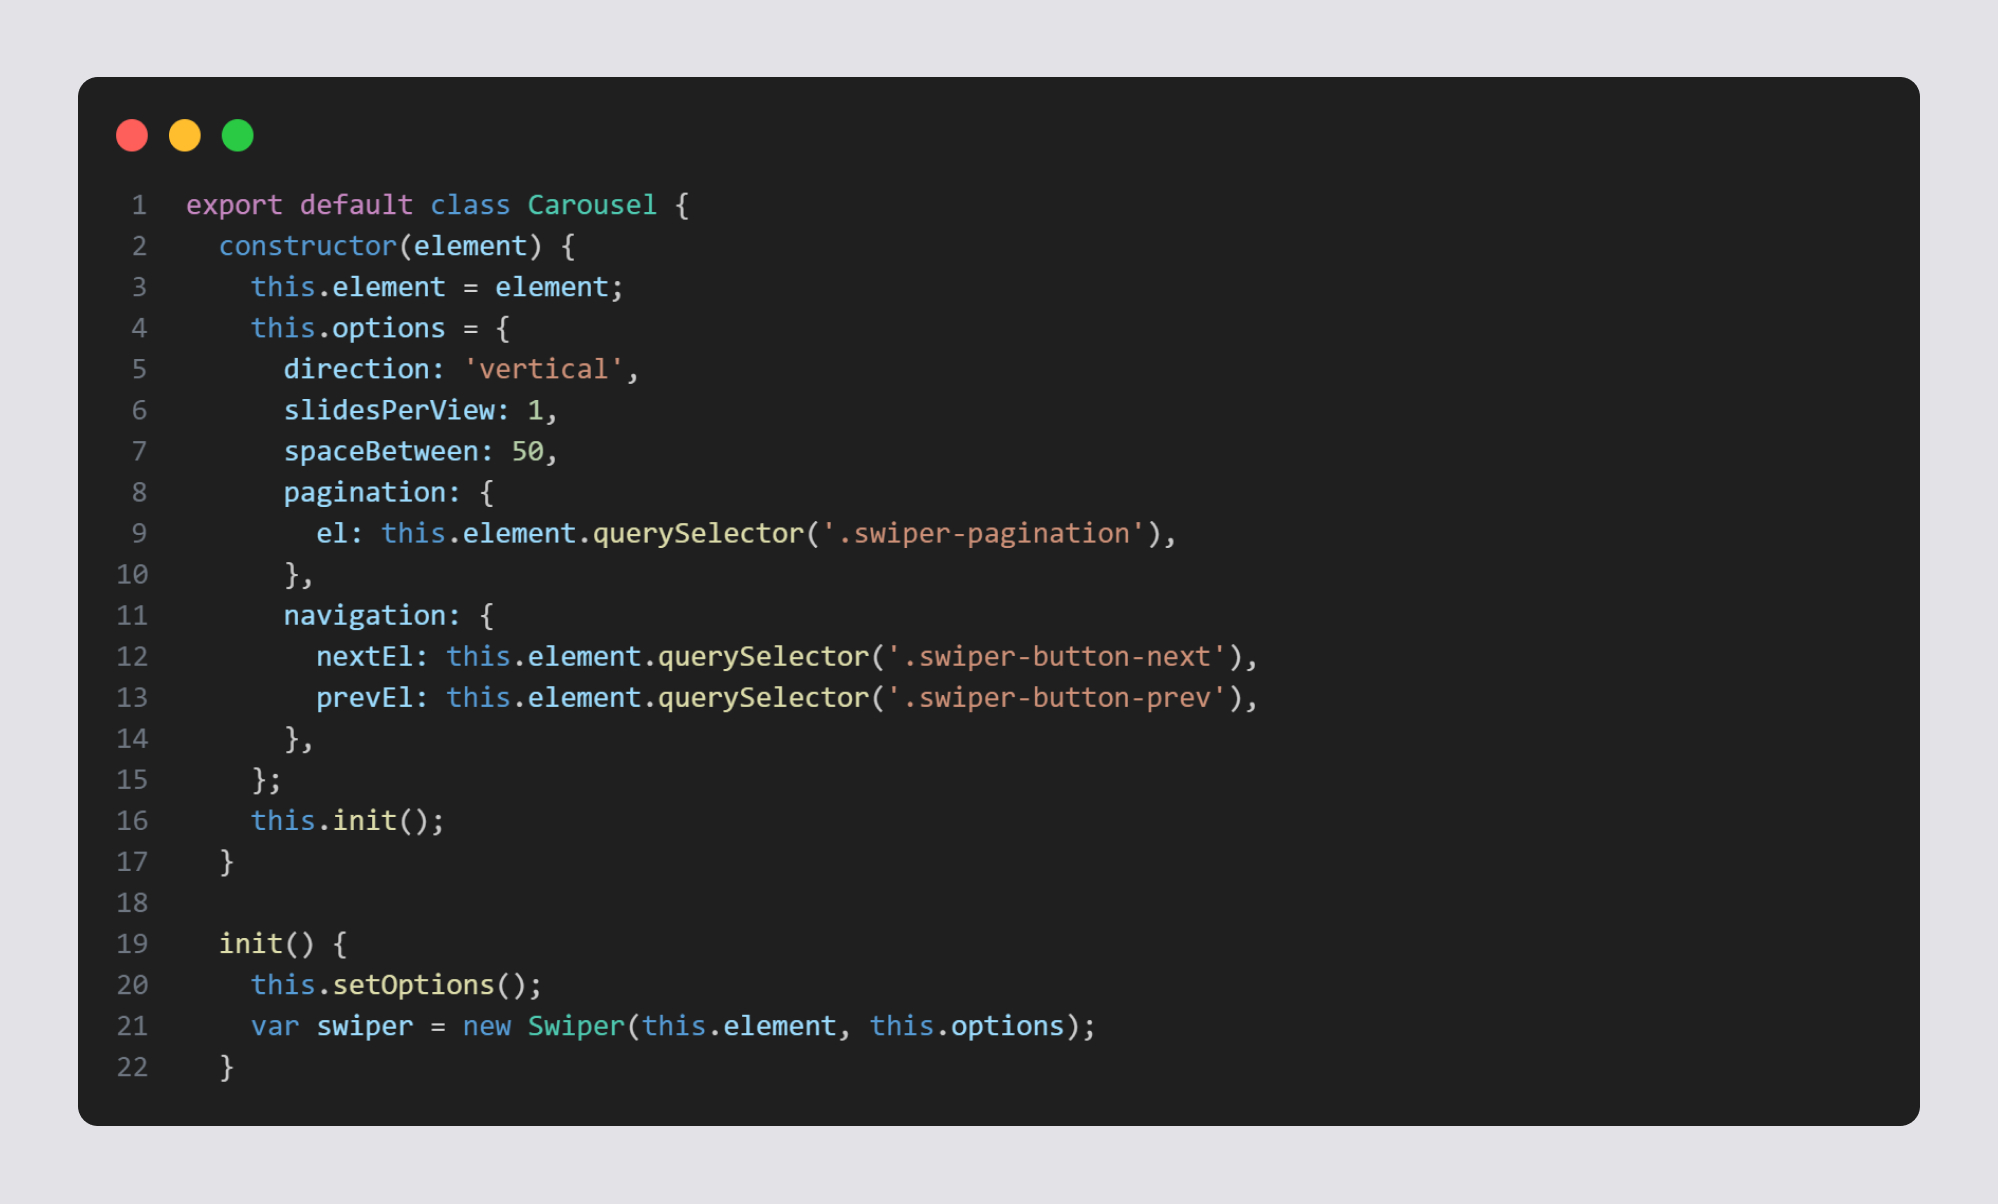 1 export default class Carousel {
2   constructor(element) {
3     this.element = element;
4     this.options = {
5       direction: 'vertical',
6       slidesPerView: 1,
7       spaceBetween: 50,
8       pagination: {
9         el: this.element.querySelector('.swiper-pagination'),
10       },
11       navigation: {
12         nextEl: this.element.querySelector('.swiper-button-next'),
13         prevEl: this.element.querySelector('.swiper-button-prev'),
14       },
15     };
16     this.init();
17   }
18
19   init() {
20     this.setOptions();
21     var swiper = new Swiper(this.element, this.options);
22   }